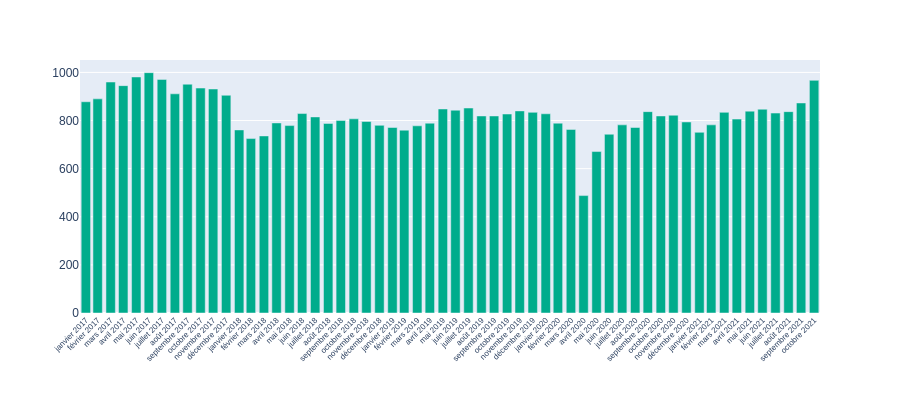 1000
800
600
400
200
0
janvier 2017
février 2017
mars 2017
avril 2017
mai 2017
juin 2017
juillet 2017
août 2017
septembre 2017
octobre 2017
novembre 2017
décembre 2017
janvier 2018
février 2018
mars 2018
avril 2018
mai 2018
juin 2018
juillet 2018
août 2018
septembre 2018
octobre 2018
novembre 2018
décembre 2018
janvier 2019
février 2019
mars 2019
avril 2019
mai 2019
juin 2019
juillet 2019
août 2019
septembre 2019
octobre 2019
novembre 2019
décembre 2019
janvier 2020
février 2020
mars 2020
avril 2020
mai 2020
juin 2020
juillet 2020
août 2020
septembre 2020
octobre 2020
novembre 2020
décembre 2020
janvier 2021
février 2021
mars 2021
avril 2021
mai 2021
juin 2021
juillet 2021
août 2021
septembre 2021
octobre 2021